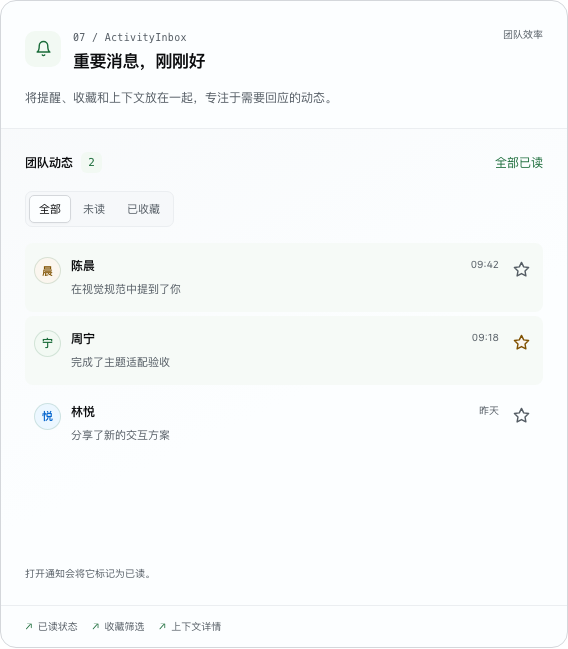 07 / ActivityInbox
团队效率
重要消息，刚刚好
将提醒、收藏和上下文放在一起，专注于需要回应的动态。
团队动态 2
全部已读
全部 未读 已收藏
晨 陈晨 09:42
在视觉规范中提到了你
宁 周宁 09:18
完成了主题适配验收
悦 林悦 昨天
分享了新的交互方案
打开通知会将它标记为已读。
已读状态 收藏筛选 上下文详情